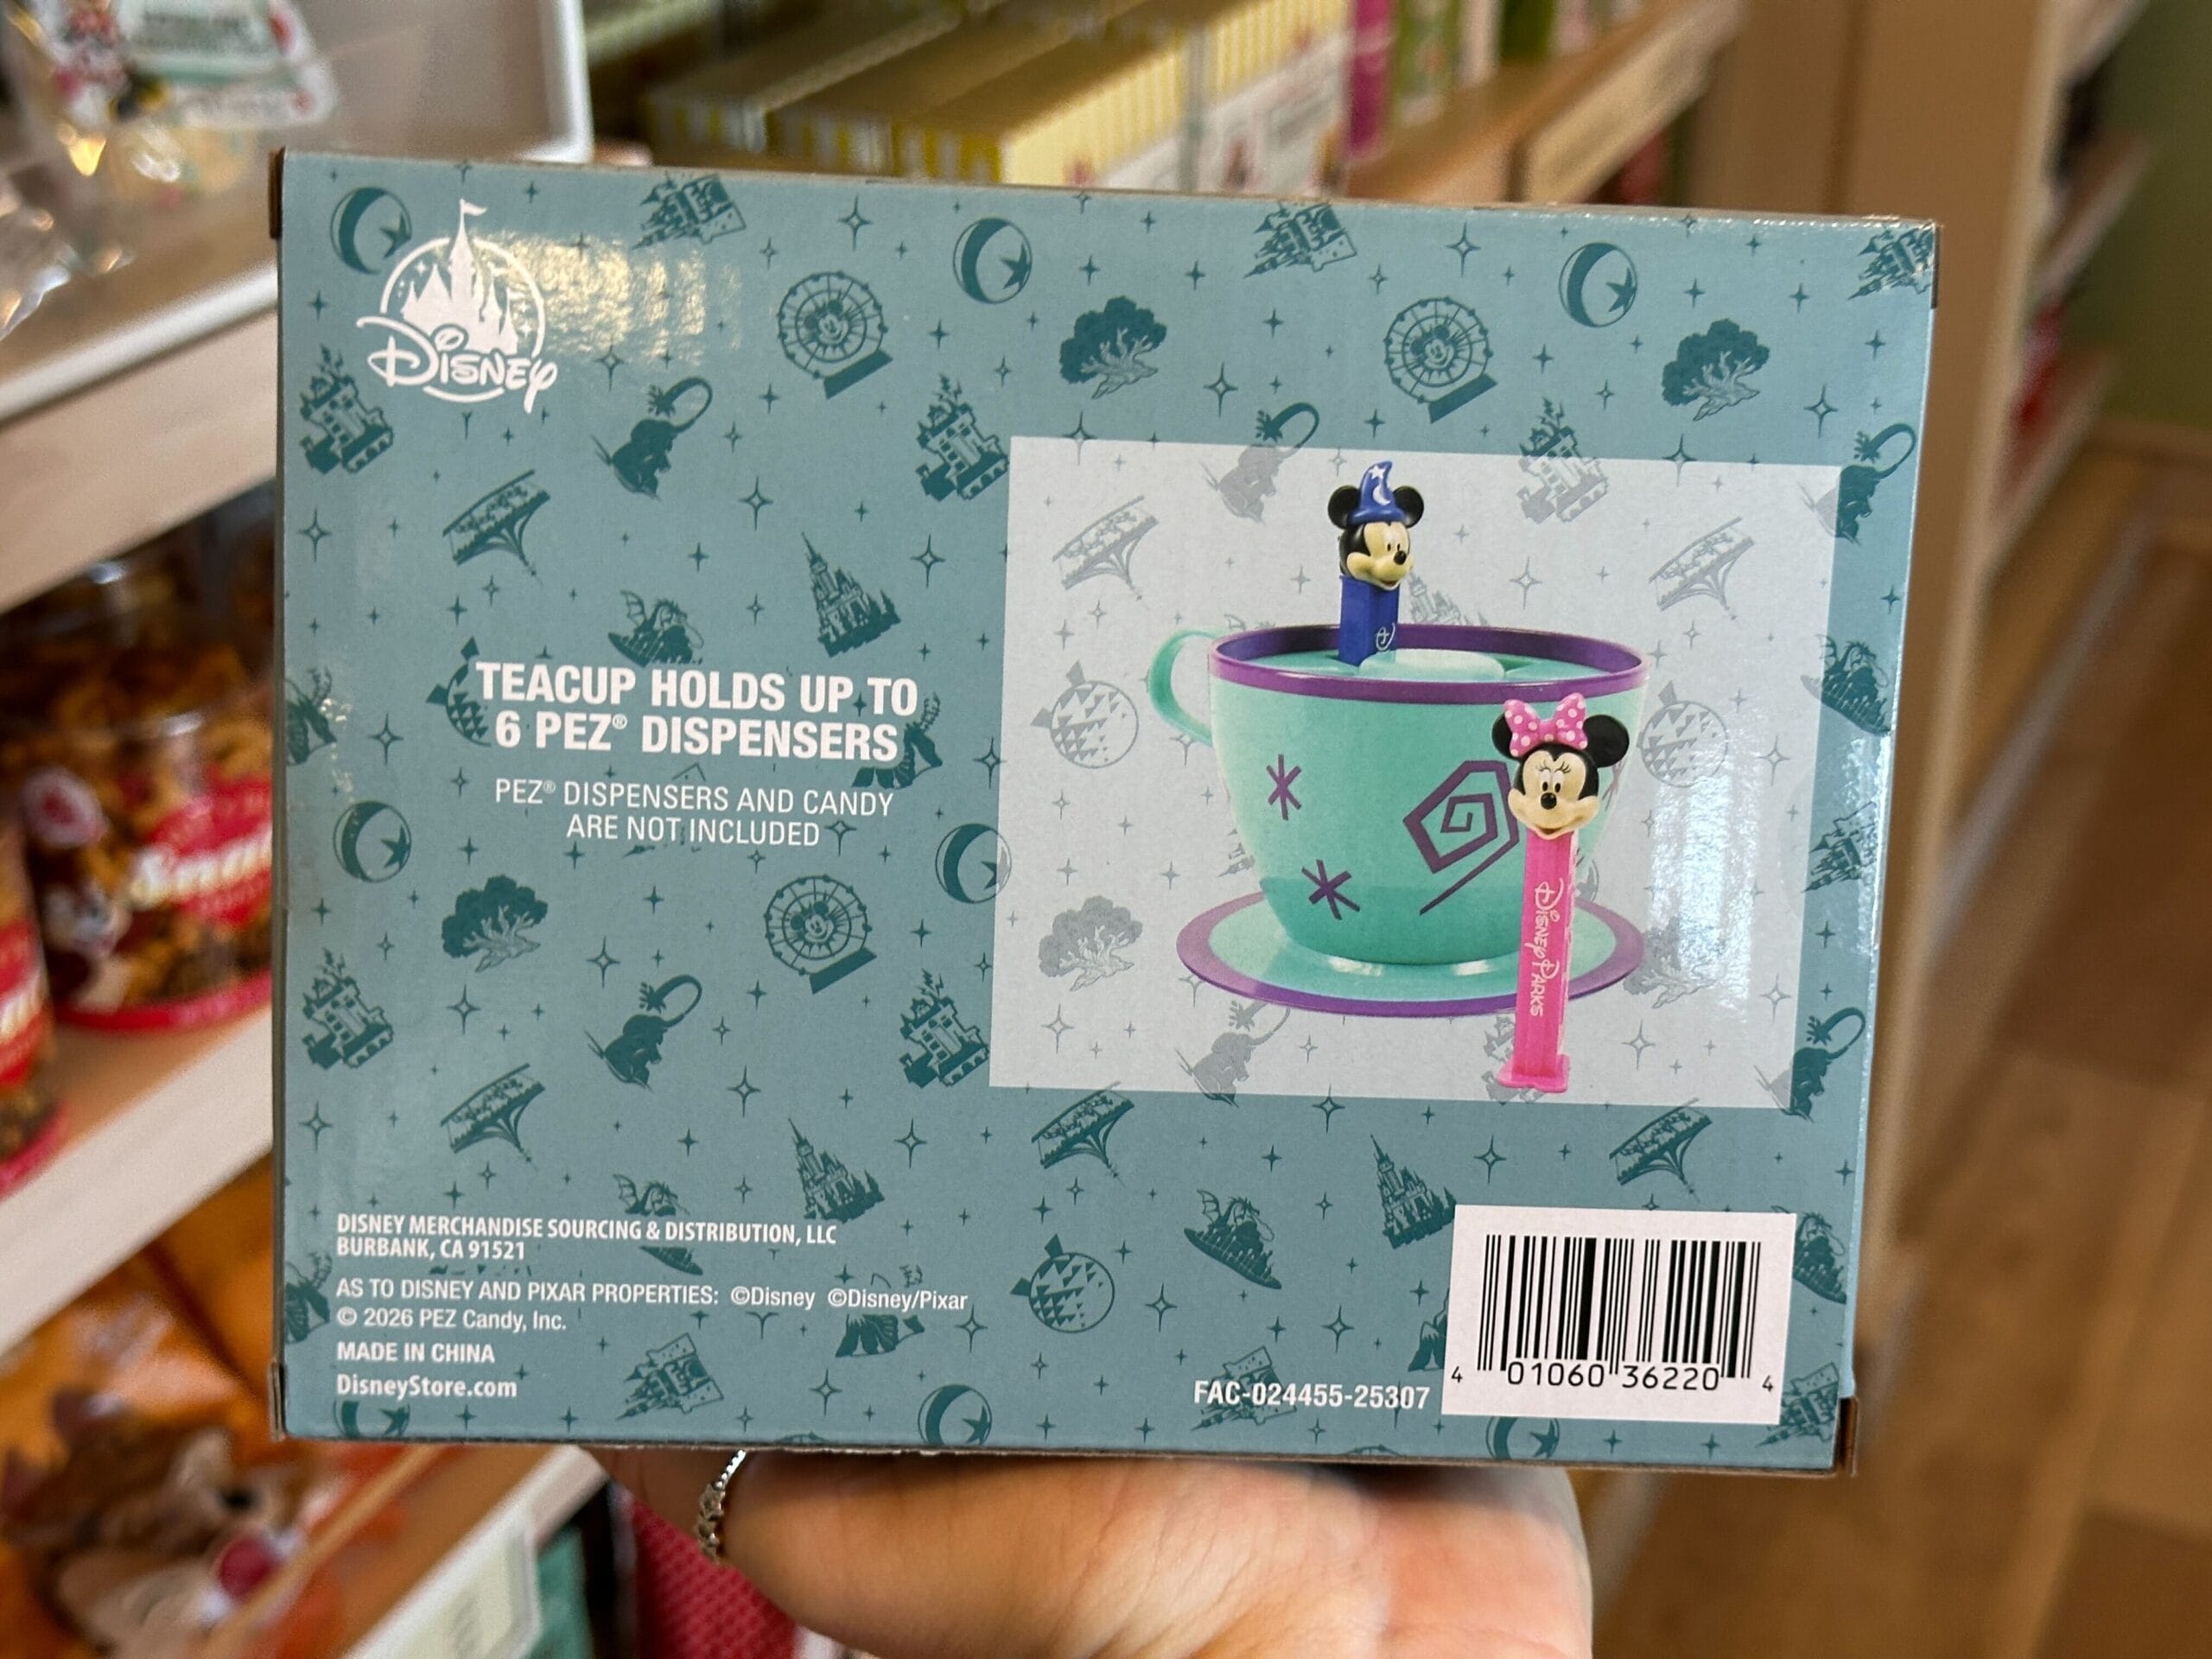 Disney
TEACUP HOLDS UP TO
6 PEZ® DISPENSERS
PEZ® DISPENSERS AND CANDY
ARE NOT INCLUDED
Disney Parks
DISNEY MERCHANDISE SOURCING & DISTRIBUTION, LLC
BURBANK, CA 91521
AS TO DISNEY AND PIXAR PROPERTIES: ©Disney ©Disney/Pixar
© 2026 PEZ Candy, Inc.
MADE IN CHINA
DisneyStore.com
FAC-024455-25307
4 01060 36220 4